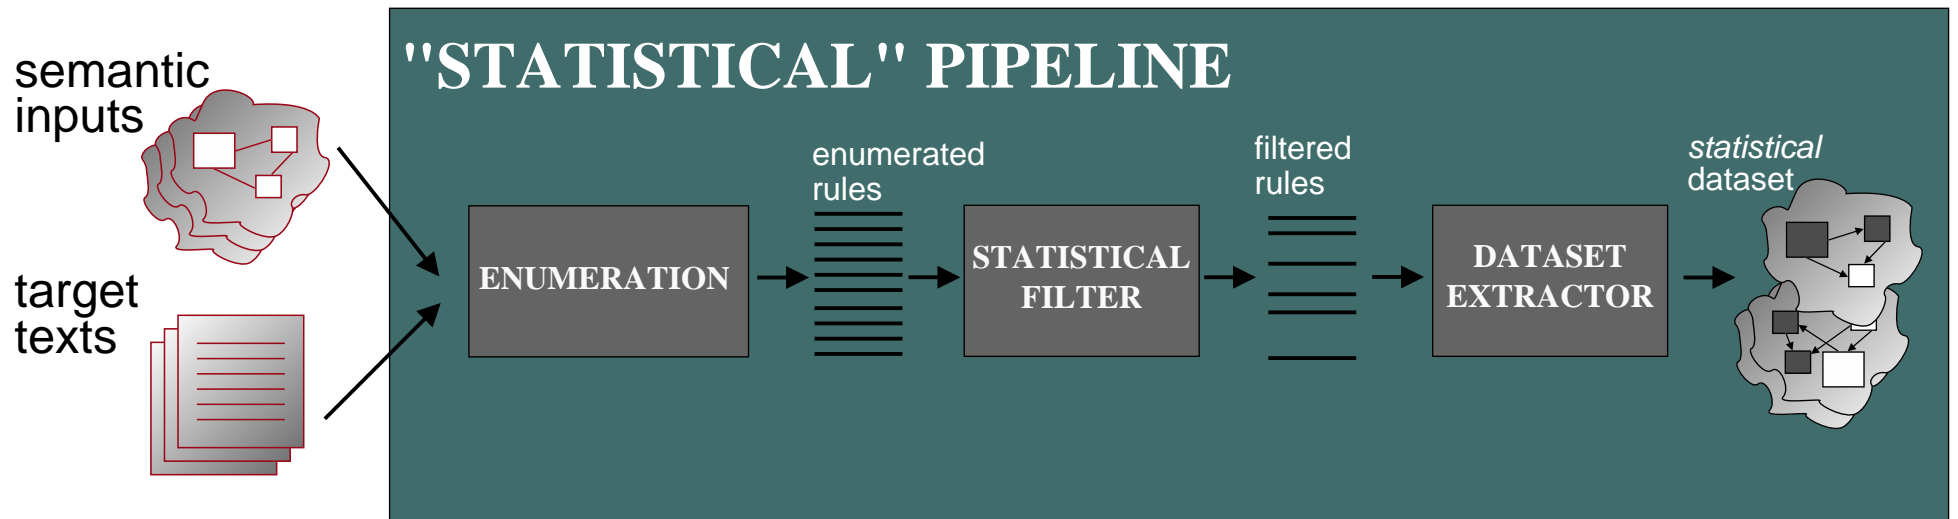 "STATISTICAL" PIPELINE
semantic
inputs
target
texts
ENUMERATION
enumerated
rules
STATISTICAL
FILTER
filtered
rules
DATASET
EXTRACTOR
statistical
dataset